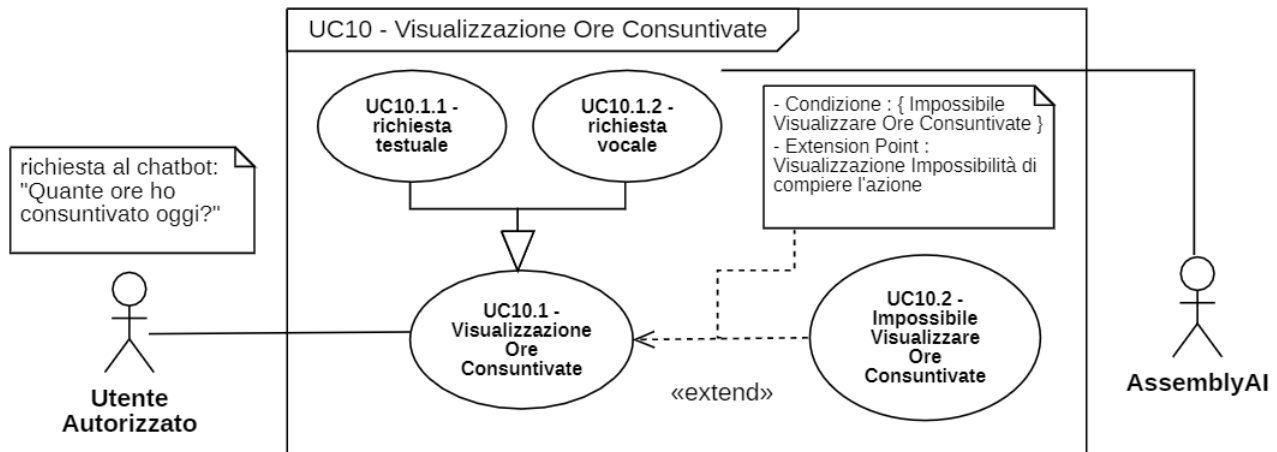 UC10 - Visualizzazione Ore Consuntivate
UC10.1.1 -
richiesta
testuale
UC10.1.2 -
richiesta
vocale
- Condizione : { Impossibile
Visualizzare Ore Consuntivate }
- Extension Point :
Visualizzazione Impossibilità di
compiere l'azione
richiesta al chatbot:
"Quante ore ho
consuntivato oggi?"
UC10.1 -
Visualizzazione
Ore
Consuntivate
UC10.2 -
Impossibile
Visualizzare
Ore
Consuntivate
«extend»
Utente
Autorizzato
AssemblyAI